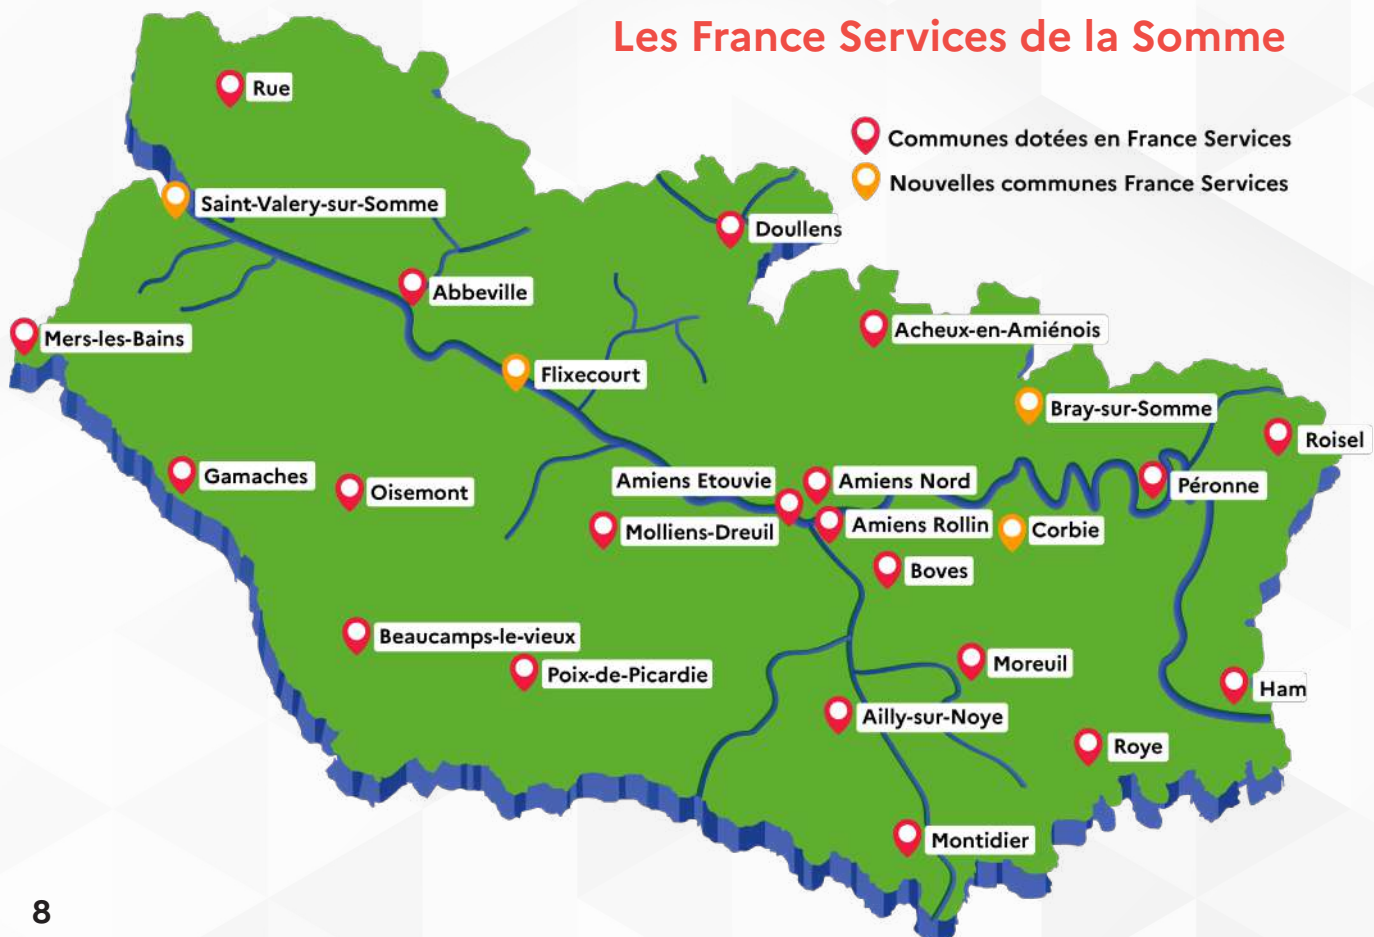 Les France Services de la Somme
Communes dotées en France Services
Nouvelles communes France Services
Rue
Saint-Valery-sur-Somme
Doullens
Abbeville
Acheux-en-Amiénois
Mers-les-Bains
Flixecourt
Bray-sur-Somme
Roisel
Gamaches
Oisemont
Amiens Etouvie
Amiens Nord
Péronne
Molliens-Dreuil
Amiens Rollin
Corbie
Boves
Beaucamps-le-vieux
Poix-de-Picardie
Moreuil
Ham
Ailly-sur-Noye
Roye
Montidier
8